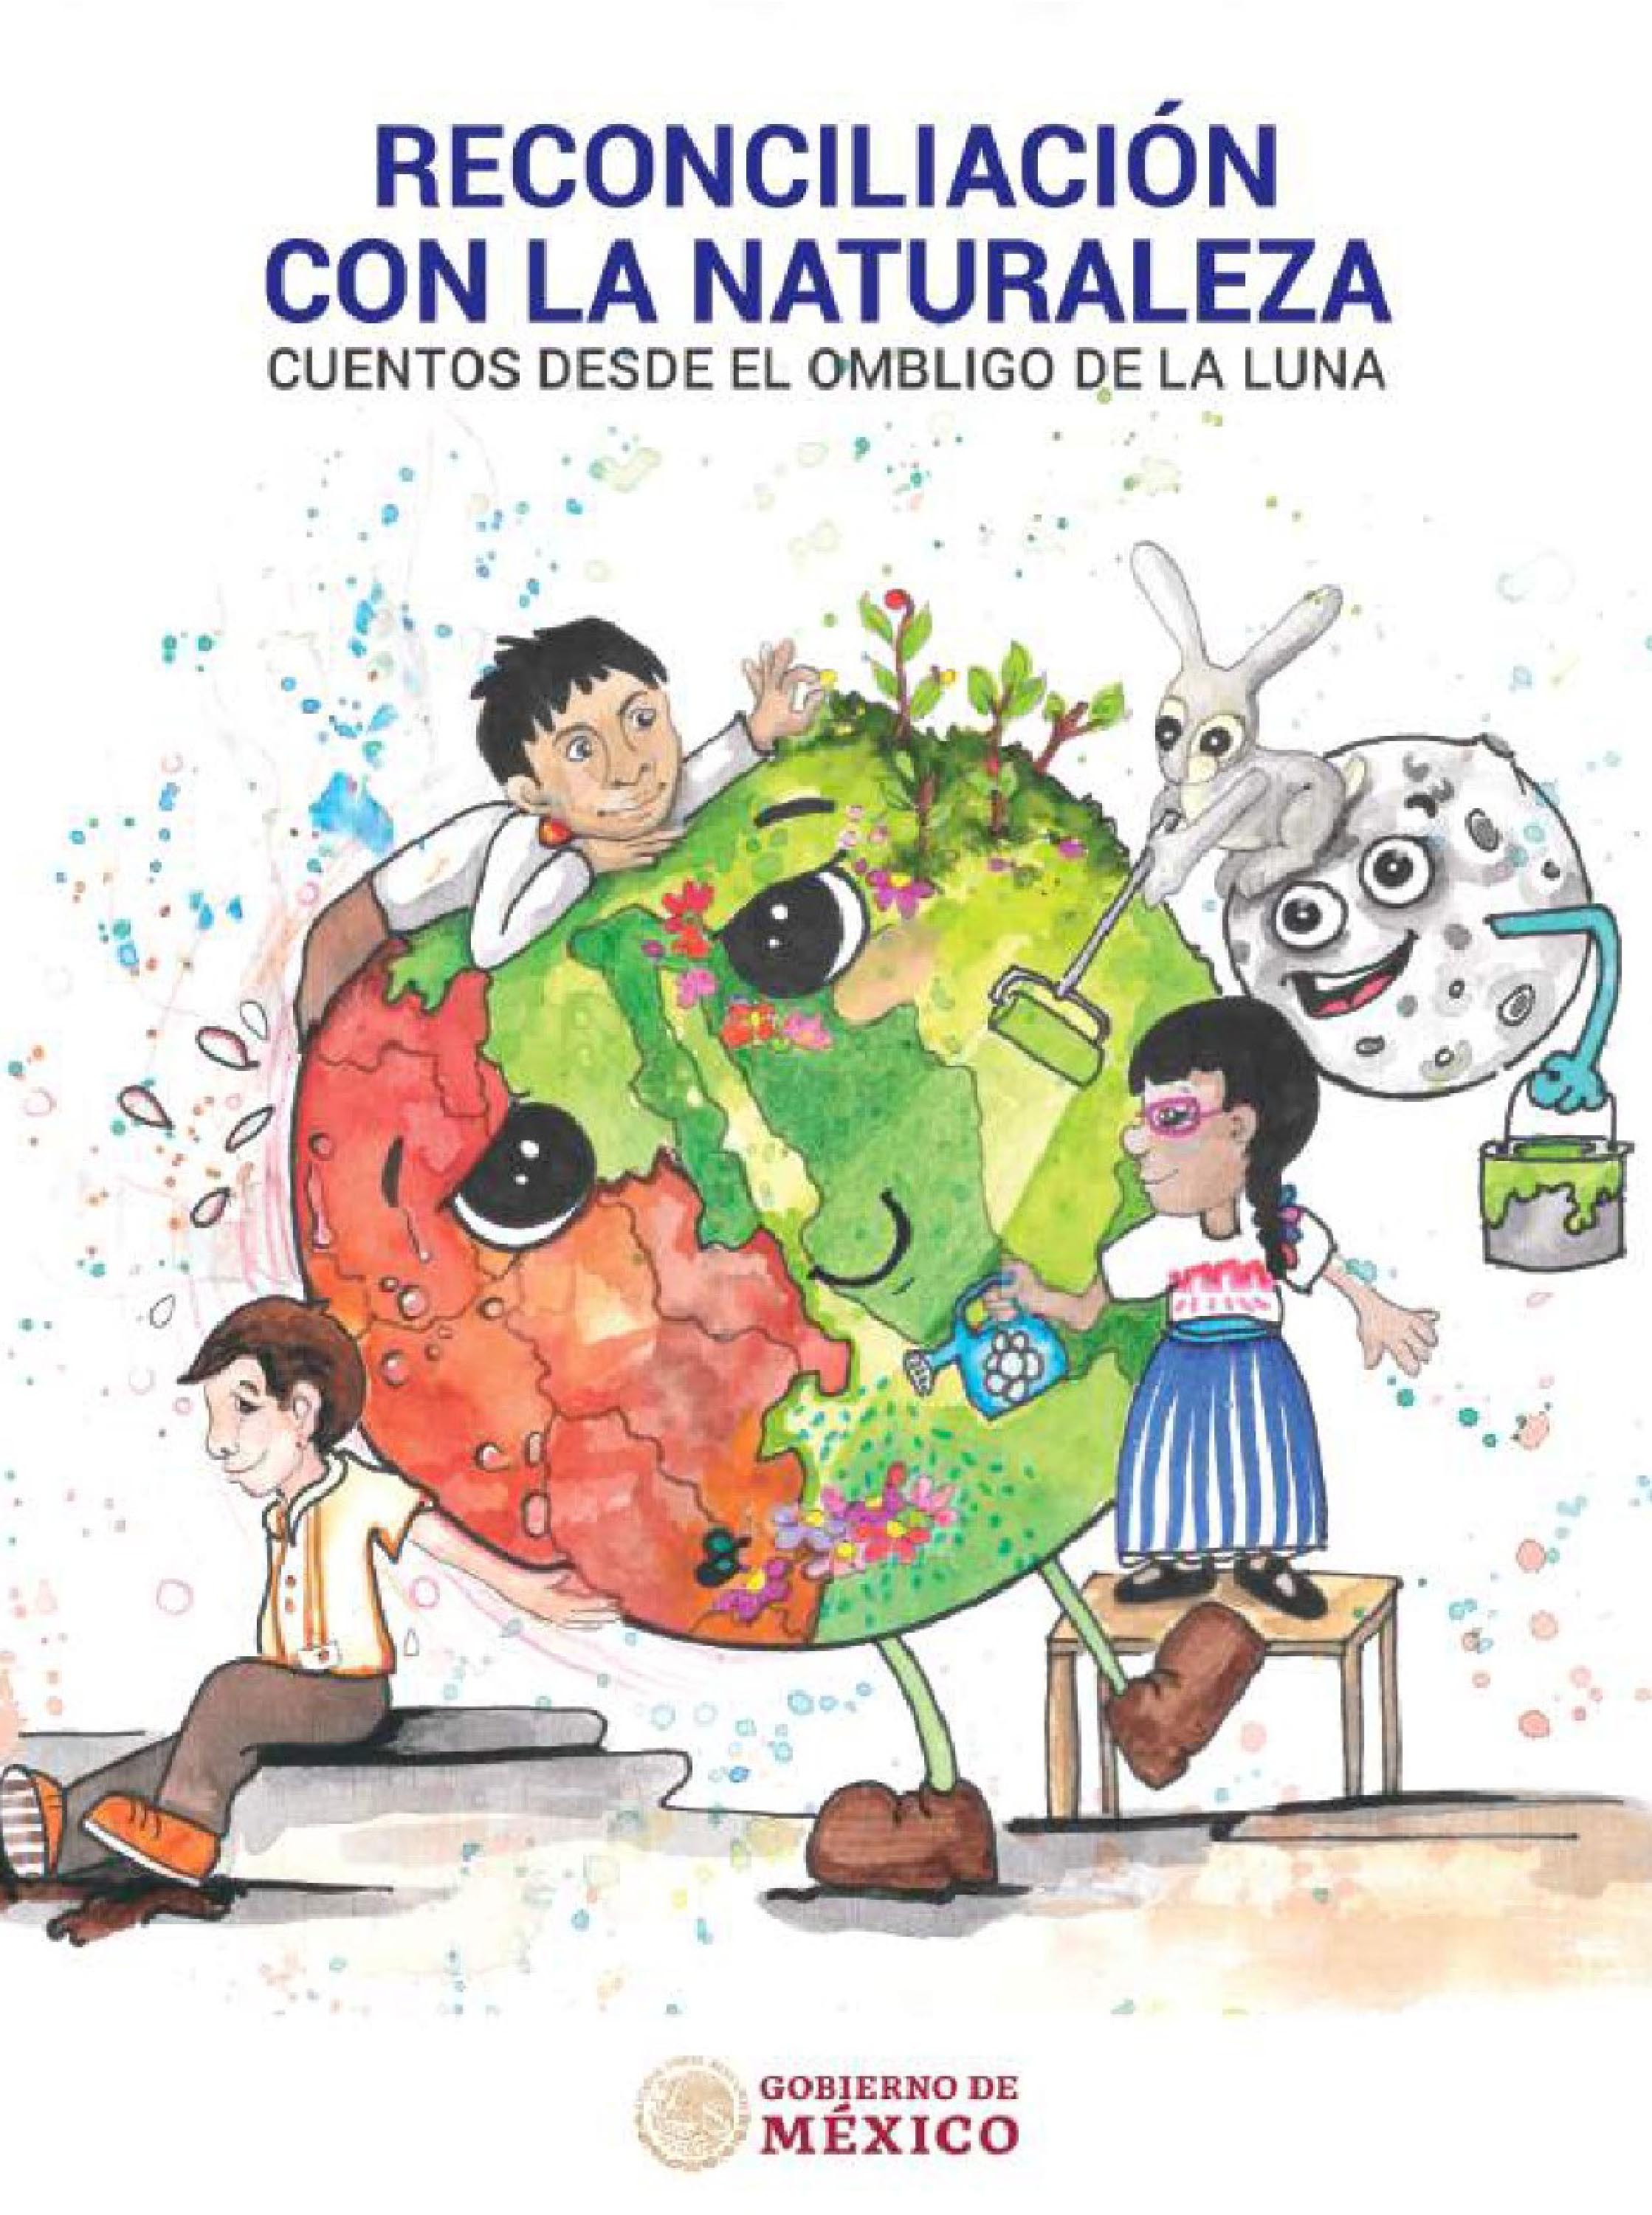 RECONCILIACIÓN
CON LA NATURALEZA
CUENTOS DESDE EL OMBLIGO DE LA LUNA
GOBIERNO DE
MÉXICO